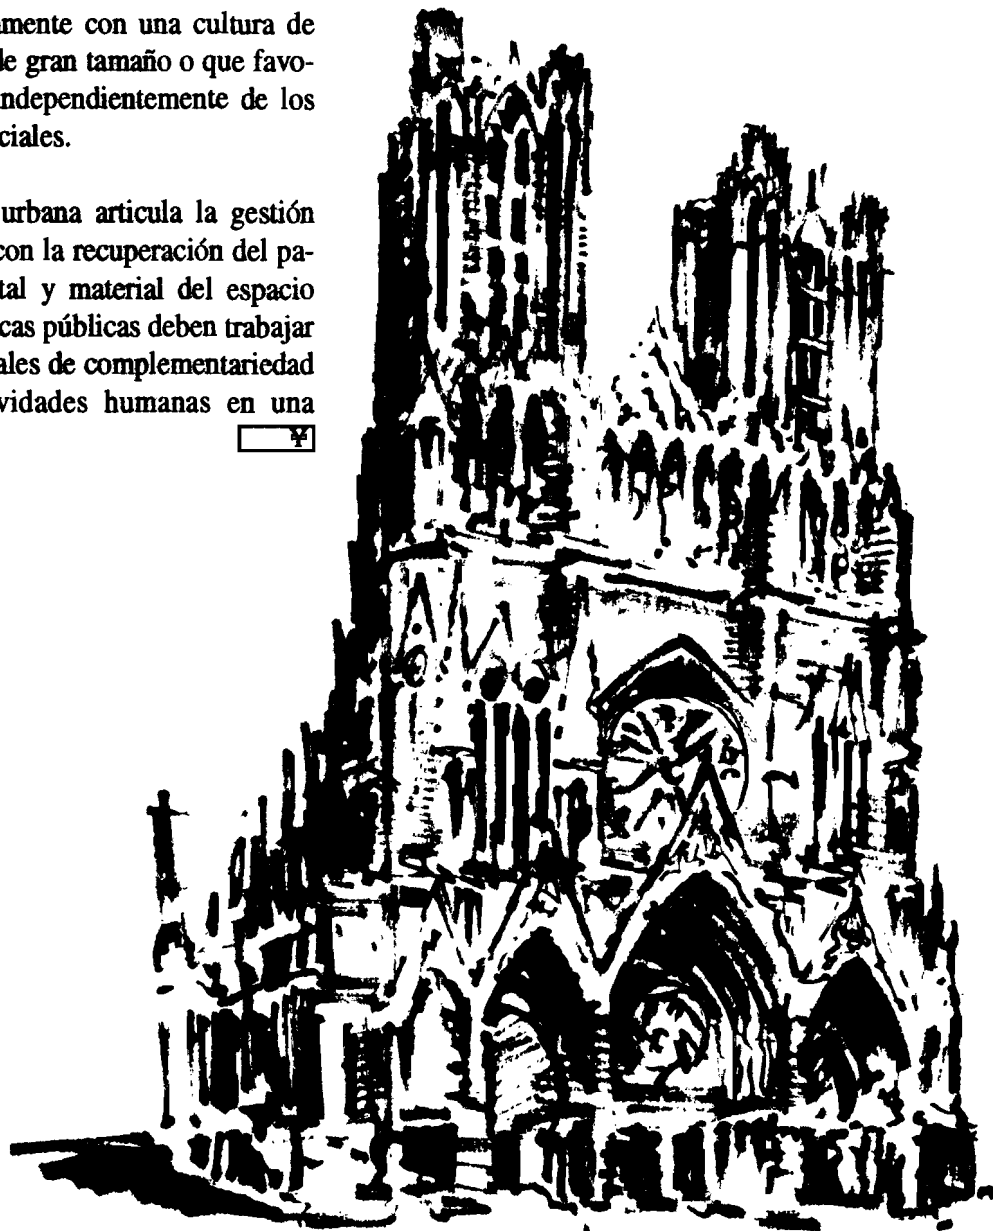 mente con una cultura de
e gran tamaño o que favo-
ndependientemente de los
ciales.
urbana articula la gestión
con la recuperación del pa-
tal y material del espacio
cas públicas deben trabajar
ales de complementariedad
vidades humanas en una